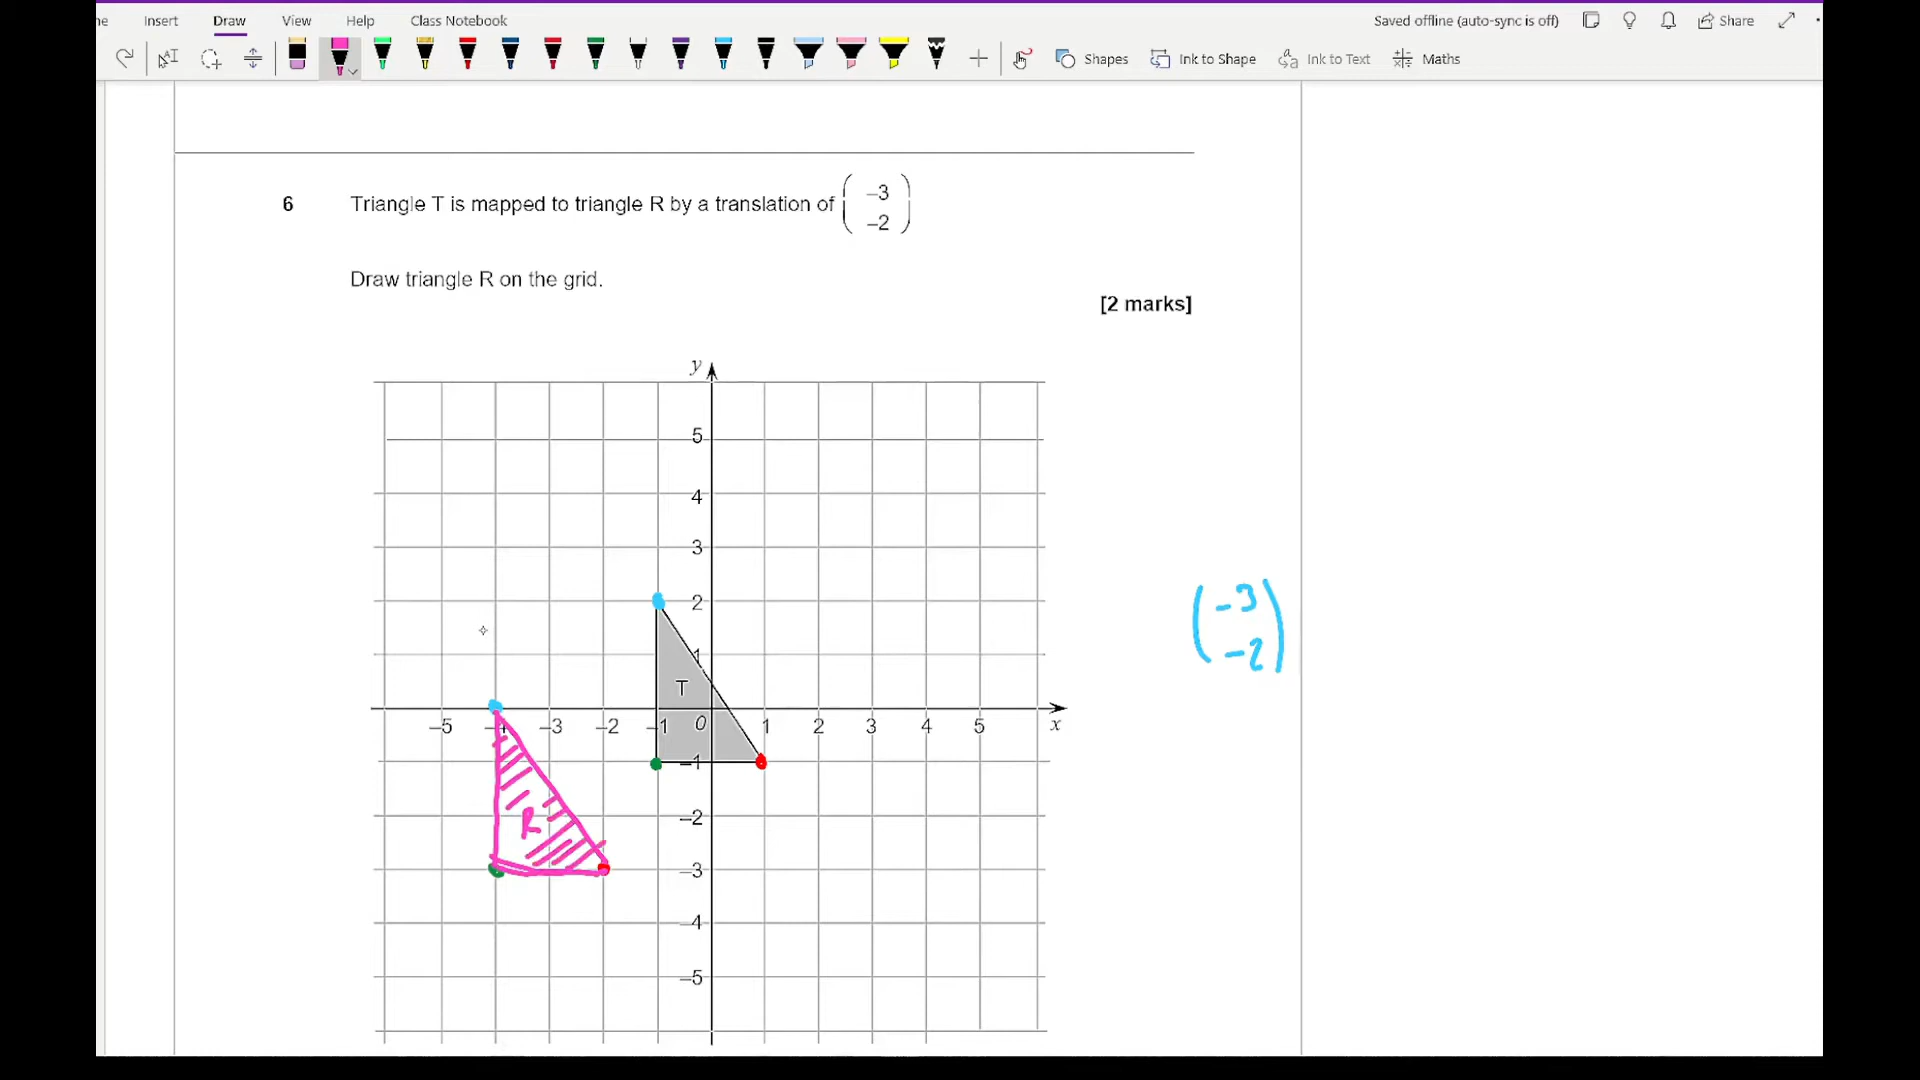 ne Insert Draw View Help Class Notebook Saved offline (auto-sync is off) Share
Shapes Ink to Shape Ink to Text Maths
6 Triangle T is mapped to triangle R by a translation of ( –3
–2 )
Draw triangle R on the grid.
[2 marks]
y
5
4
3
2
1
T
–5 –4 –3 –2 –1 0 1 2 3 4 5 x
–1
–2
–3
–4
–5
R
( -3
-2 )